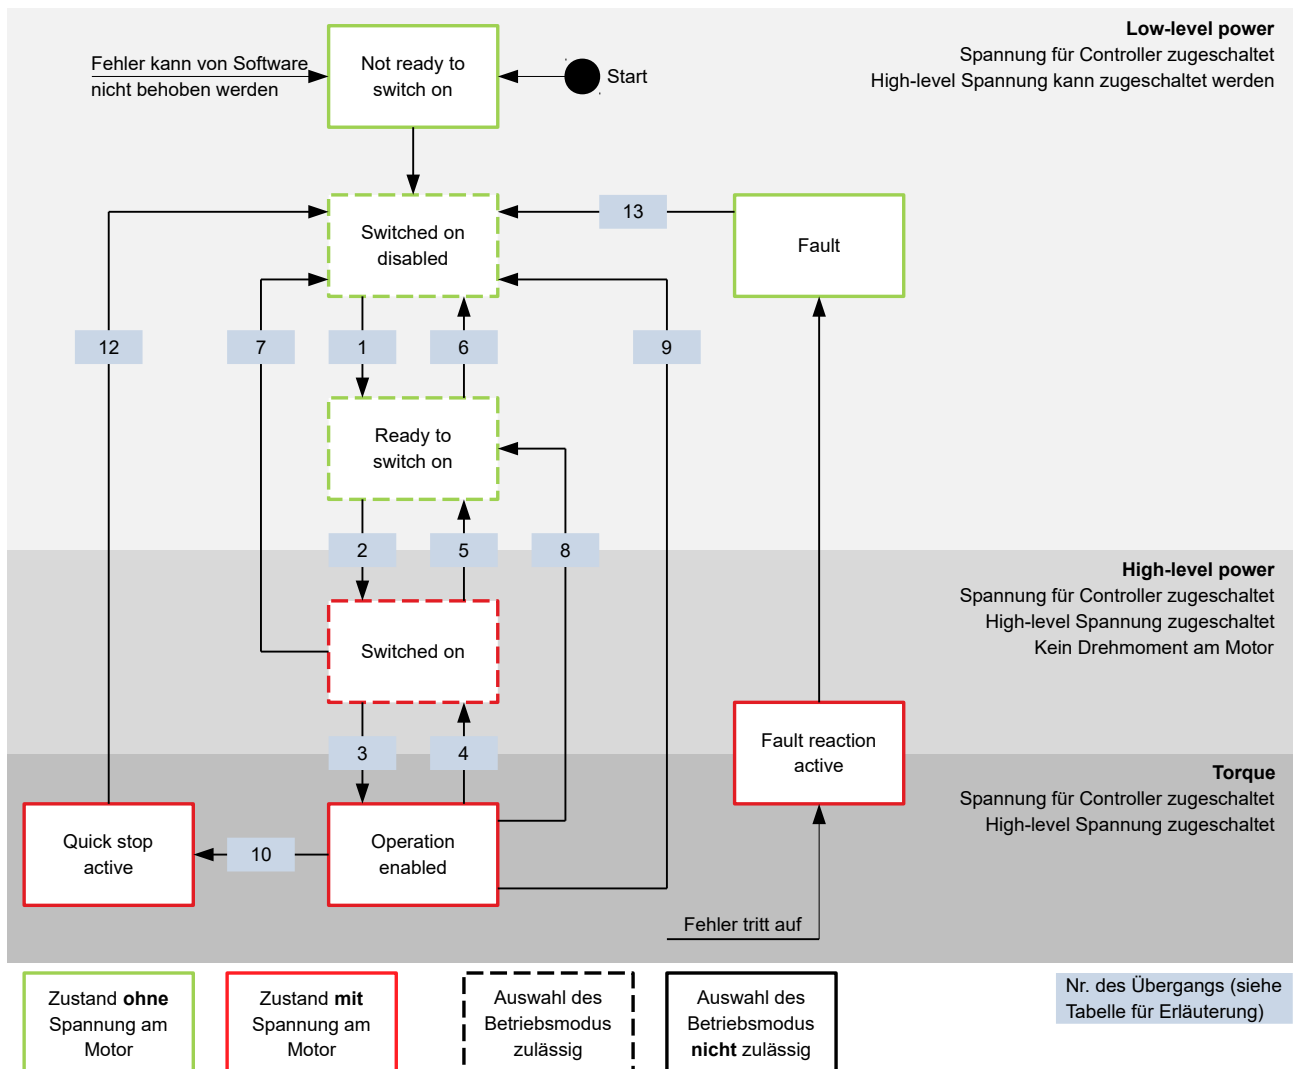 Low-level power
Spannung für Controller zugeschaltet
High-level Spannung kann zugeschaltet werden
Fehler kann von Software
nicht behoben werden
Not ready to
switch on
Start
Switched on
disabled
13
Fault
12
7
1
6
9
Ready to
switch on
2
5
8
High-level power
Spannung für Controller zugeschaltet
High-level Spannung zugeschaltet
Kein Drehmoment am Motor
Switched on
3
4
Fault reaction
active
Torque
Spannung für Controller zugeschaltet
High-level Spannung zugeschaltet
Quick stop
active
10
Operation
enabled
Fehler tritt auf
Zustand ohne
Spannung am
Motor
Zustand mit
Spannung am
Motor
Auswahl des
Betriebsmodus
zulässig
Auswahl des
Betriebsmodus
nicht zulässig
Nr. des Übergangs (siehe
Tabelle für Erläuterung)